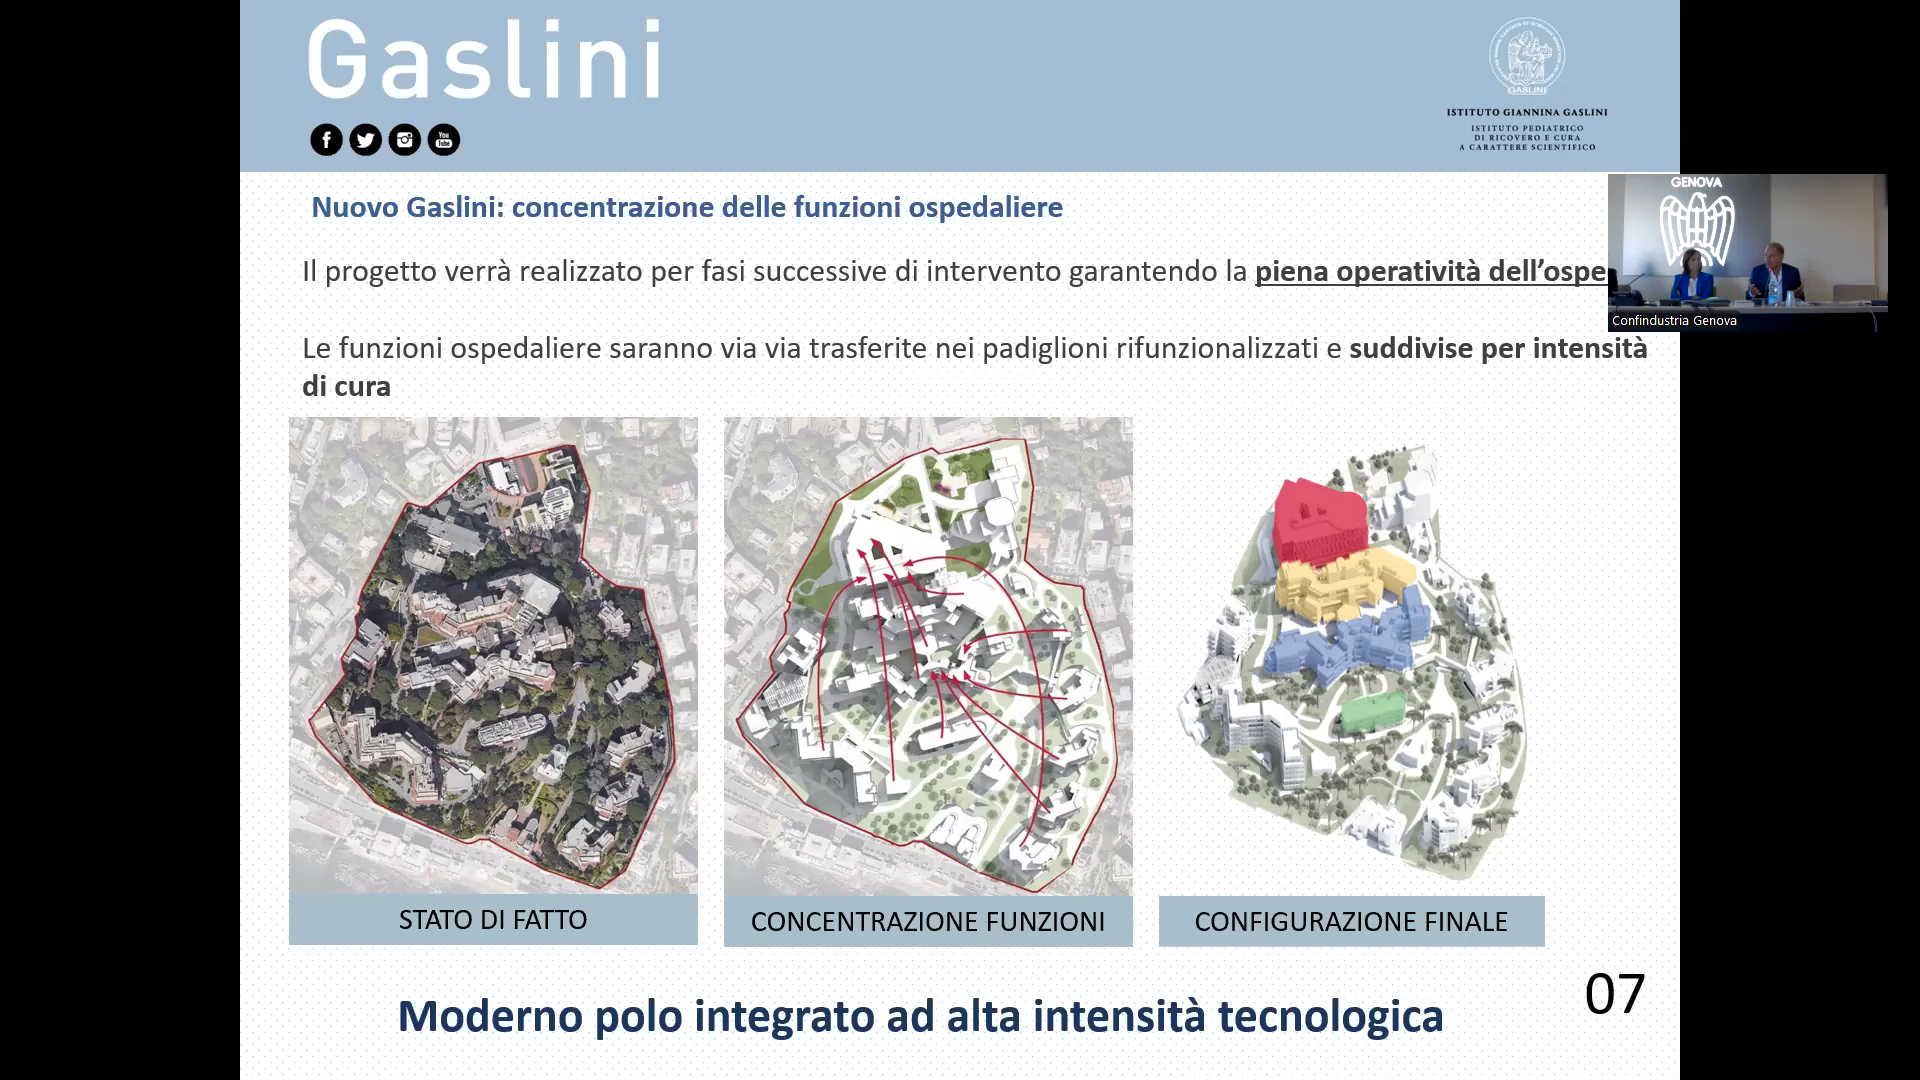 Gaslini
GASLINI
ISTITUTO GIANNINA GASLINI
ISTITUTO PEDIATRICO
DI RICOVERO E CURA
A CARATTERE SCIENTIFICO
f
You
Tube
GENOVA
Confindustria Genova
Nuovo Gaslini: concentrazione delle funzioni ospedaliere
Il progetto verrà realizzato per fasi successive di intervento garantendo la piena operatività dell’ospe
Le funzioni ospedaliere saranno via via trasferite nei padiglioni rifunzionalizzati e suddivise per intensità
di cura
STATO DI FATTO
CONCENTRAZIONE FUNZIONI
CONFIGURAZIONE FINALE
07
Moderno polo integrato ad alta intensità tecnologica